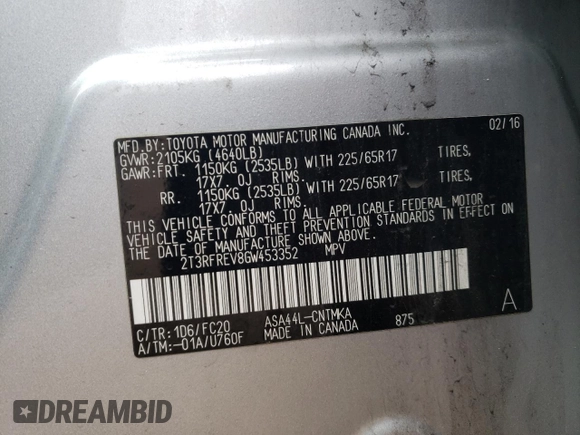 MFD.BY:TOYOTA MOTOR MANUFACTURING CANADA INC. 02/16
GVWR:2105KG (4640LB)
GAWR:FRT. 1150KG (2535LB) WITH 225/65R17 TIRES,
17X7 0J RIMS.
RR. 1150KG (2535LB) WITH 225/65R17 TIRES,
17X7 0J RIMS.
THIS VEHICLE CONFORMS TO ALL APPLICABLE FEDERAL MOTOR
VEHICLE SAFETY AND THEFT PREVENTION STANDARDS IN EFFECT ON
THE DATE OF MANUFACTURE SHOWN ABOVE.
2T3RFREV8GW453352 MPV
C/TR:1D6/FC20 ASA44L-CNTMKA 875 A
A/TM:-01A/U760F MADE IN CANADA
DREAMBID